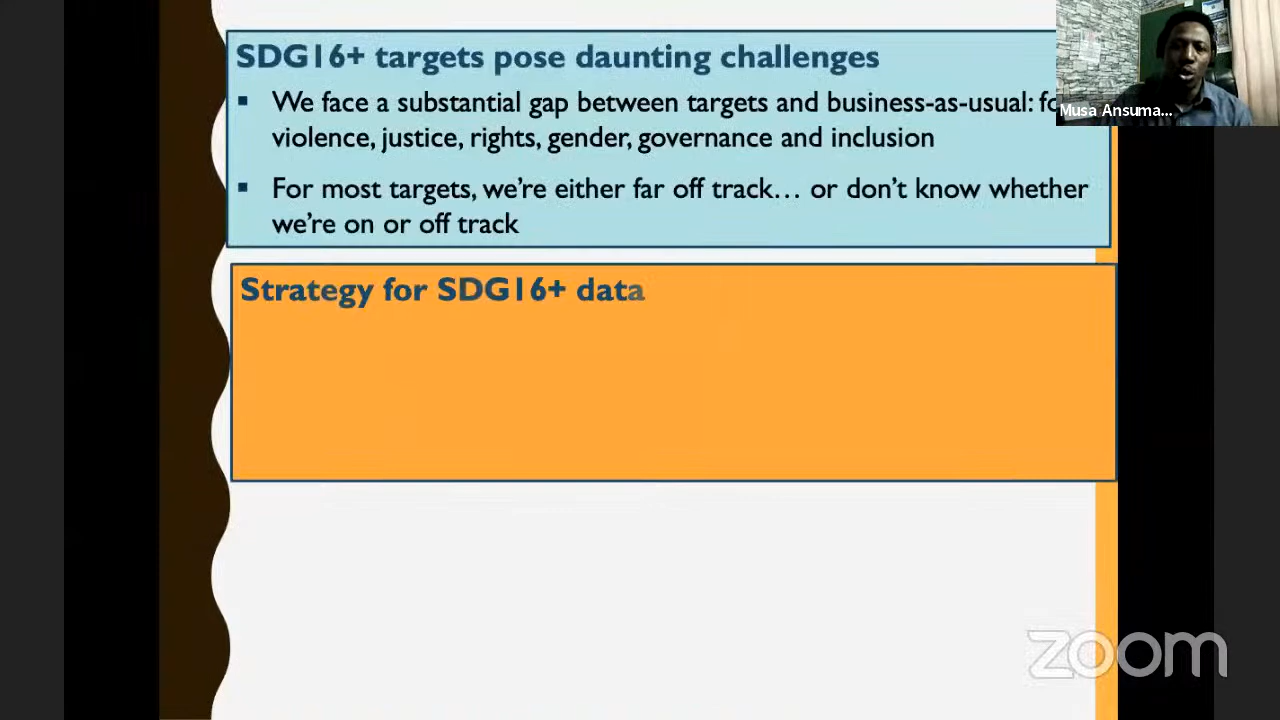 SDG16+ targets pose daunting challenges
▪ We face a substantial gap between targets and business-as-usual:
violence, justice, rights, gender, governance and inclusion
▪ For most targets, we're either far off track... or don't know whether
we're on or off track
Strategy for SDG16+ data
Musa Ansuma...
zoom